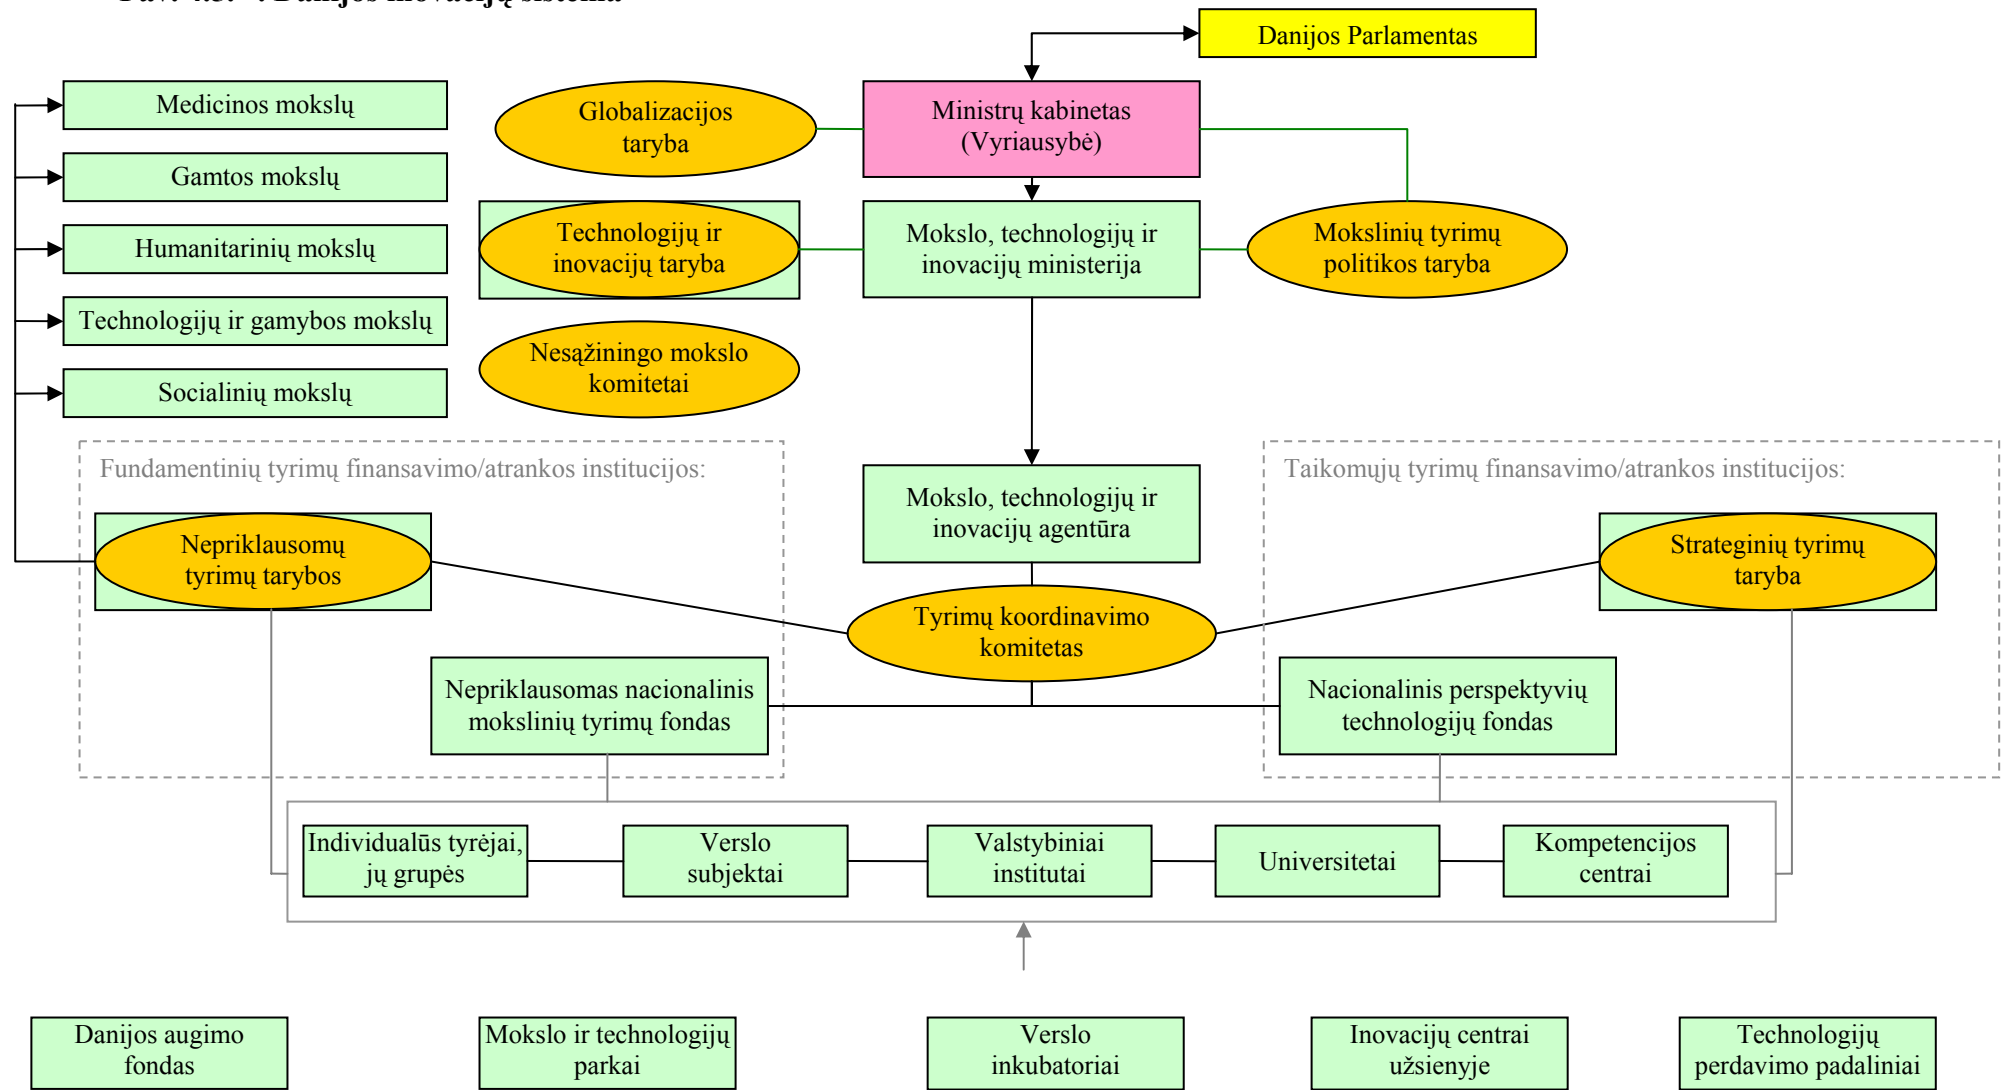 Danijos inovacijų sistema
Danijos Parlamentas
Medicinos mokslų
Gamtos mokslų
Humanitarinių mokslų
Technologijų ir gamybos mokslų
Socialinių mokslų
Globalizacijos
taryba
Ministrų kabinetas
(Vyriausybė)
Technologijų ir
inovacijų taryba
Mokslo, technologijų ir
inovacijų ministerija
Mokslinių tyrimų
politikos taryba
Nesąžiningo mokslo
komitetai
Fundamentinių tyrimų finansavimo/atrankos institucijos:
Taikomųjų tyrimų finansavimo/atrankos institucijos:
Mokslo, technologijų ir
inovacijų agentūra
Nepriklausomų
tyrimų tarybos
Strateginių tyrimų
taryba
Tyrimų koordinavimo
komitetas
Nepriklausomas nacionalinis
mokslinių tyrimų fondas
Nacionalinis perspektyvių
technologijų fondas
Individualūs tyrėjai,
jų grupės
Verslo
subjektai
Valstybiniai
institutai
Universitetai
Kompetencijos
centrai
Danijos augimo
fondas
Mokslo ir technologijų
parkai
Verslo
inkubatoriai
Inovacijų centrai
užsienyje
Technologijų
perdavimo padaliniai